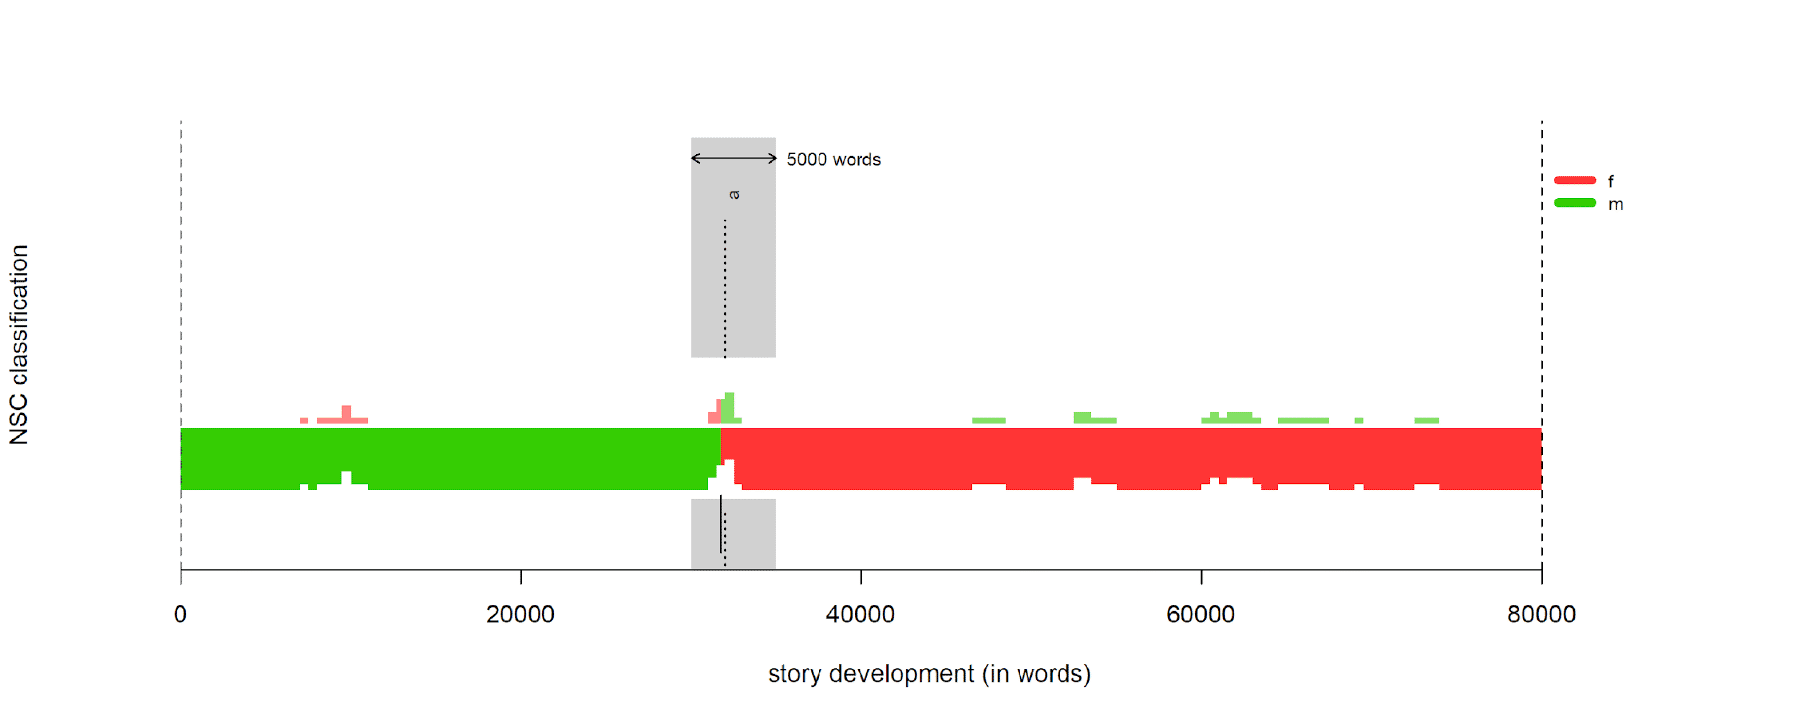 5000 words
a
f
m
NSC classification
0 20000 40000 60000 80000
story development (in words)